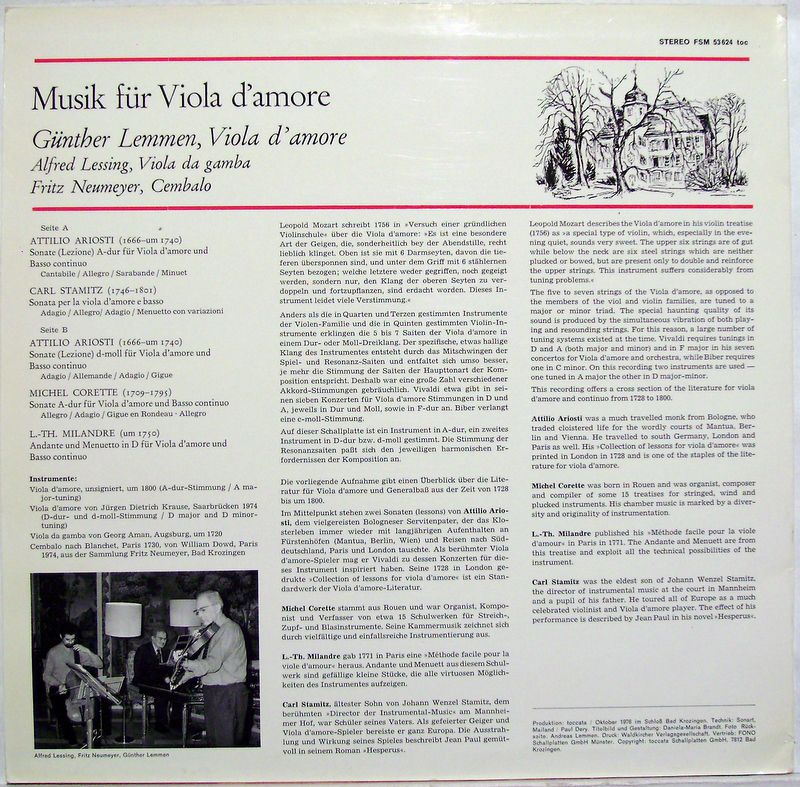 STEREO FSM 53624 toc
Musik für Viola d'amore
Günther Lemmen, Viola d'amore
Alfred Lessing, Viola da gamba
Fritz Neumeyer, Cembalo
Seite A
ATTILIO ARIOSTI (1666–um 1740)
Sonate (Lezione) A-dur für Viola d'amore und
Basso continuo
Cantabile / Allegro / Sarabande / Minuet
CARL STAMITZ (1746–1801)
Sonata per la viola d'amore e basso
Adagio / Allegro / Adagio / Menuetto con variazioni
Seite B
ATTILIO ARIOSTI (1666–um 1740)
Sonate (Lezione) d-moll für Viola d'amore und
Basso continuo
Adagio / Allemande / Adagio / Gigue
MICHEL CORETTE (1709–1795)
Sonate A-dur für Viola d'amore und Basso continuo
Allegro / Adagio / Gigue en Rondeau · Allegro
L.-TH. MILANDRE (um 1750)
Andante und Menuetto in D für Viola d'amore und
Basso continuo
Instrumente:
Viola d'amore, unsigniert, um 1800 (A-dur-Stimmung / A ma-
jor-tuning)
Viola d'amore von Jürgen Dietrich Krause, Saarbrücken 1974
(D-dur- und d-moll-Stimmung / D major and D minor-
tuning)
Viola da gamba von Georg Aman, Augsburg, um 1720
Cembalo nach Blanchet, Paris 1730, von William Dowd, Paris
1974, aus der Sammlung Fritz Neumeyer, Bad Krozingen
Alfred Lessing, Fritz Neumeyer, Günther Lemmen
Leopold Mozart schreibt 1756 in »Versuch einer gründlichen
Violinschule« über die Viola d'amore: »Es ist eine besondere
Art der Geigen, die, sonderheitlich bey der Abendstille, recht
lieblich klinget. Oben ist sie mit 6 Darmseyten, davon die tie-
feren übersponnen sind, und unter dem Griff mit 6 stählernen
Seyten bezogen; welche letztere weder gegriffen, noch gegeigt
werden, sondern nur, den Klang der oberen Seyten zu ver-
doppeln und fortzupflanzen, sind erdacht worden. Dieses In-
strument leidet viele Verstimmung.«
Anders als die in Quarten und Terzen gestimmten Instrumente
der Violen-Familie und die in Quinten gestimmten Violin-In-
strumente erklingen die 5 bis 7 Saiten der Viola d'amore in
einem Dur- oder Moll-Dreiklang. Der spezifische, etwas hallige
Klang des Instrumentes entsteht durch das Mitschwingen der
Spiel- und Resonanz-Saiten und entfaltet sich umso besser,
je mehr die Stimmung der Saiten der Haupttonart der Kom-
position entspricht. Deshalb war eine große Zahl verschiedener
Akkord-Stimmungen gebräuchlich. Vivaldi etwa gibt in sei-
nen sieben Konzerten für Viola d'amore Stimmungen in D und
A, jeweils in Dur und Moll, sowie in F-dur an. Biber verlangt
eine c-moll-Stimmung.
Auf dieser Schallplatte ist ein Instrument in A-dur, ein zweites
Instrument in D-dur bzw. d-moll gestimmt. Die Stimmung der
Resonanzsaiten paßt sich den jeweiligen harmonischen Er-
fordernissen der Komposition an.
Die vorliegende Aufnahme gibt einen Überblick über die Lite-
ratur für Viola d'amore und Generalbaß aus der Zeit von 1728
bis um 1800.
Im Mittelpunkt stehen zwei Sonaten (lessons) von Attilio Ario-
sti, dem vielgereisten Bologneser Servitenpater, der das Klo-
sterleben immer wieder mit langjährigen Aufenthalten an
Fürstenhöfen (Mantua, Berlin, Wien) und Reisen nach Süd-
deutschland, Paris und London tauschte. Als berühmter Viola
d'amore-Spieler mag er Vivaldi zu dessen Konzerten für die-
ses Instrument inspiriert haben. Seine 1728 in London ge-
drukte »Collection of lessons for viola d'amore« ist ein Stan-
dardwerk der Viola d'amore-Literatur.
Michel Corette stammt aus Rouen und war Organist, Kompo-
nist und Verfasser von etwa 15 Schulwerken für Streich-,
Zupf- und Blasinstrumente. Seine Kammermusik zeichnet sich
durch vielfältige und einfallsreiche Instrumentierung aus.
L.-Th. Milandre gab 1771 in Paris eine »Méthode facile pour la
viole d'amour« heraus. Andante und Menuett aus diesem Schul-
werk sind gefällige kleine Stücke, die alle virtuosen Möglich-
keiten des Instrumentes aufzeigen.
Carl Stamitz, ältester Sohn von Johann Wenzel Stamitz, dem
berühmten »Director der Instrumental-Music« am Mannhei-
mer Hof, war Schüler seines Vaters. Als gefeierter Geiger und
Viola d'amore-Spieler bereiste er ganz Europa. Die Ausstrah-
lung und Wirkung seines Spieles beschreibt Jean Paul gemüt-
voll in seinem Roman »Hesperus«.
Leopold Mozart describes the Viola d'amore in his violin treatise
(1756) as »a special type of violin, which, especially in the eve-
ning quiet, sounds very sweet. The upper six strings are of gut
while below the neck are six steel strings which are neither
plucked or bowed, but are present only to double and reinforce
the upper strings. This instrument suffers considerably from
tuning problems.«
The five to seven strings of the Viola d'amore, as opposed to
the members of the viol and violin families, are tuned to a
major or minor triad. The special haunting quality of its
sound is produced by the simultaneous vibration of both play-
ing and resounding strings. For this reason, a large number of
tuning systems existed at the time. Vivaldi requires tunings in
D and A (both major and minor) and in F major in his seven
concertos for Viola d'amore and orchestra, while Biber requires
one in C minor. On this recording two instruments are used —
one tuned in A major the other in D major-minor.
This recording offers a cross section of the literature for viola
d'amore and continuo from 1728 to 1800.
Attilio Ariosti was a much travelled monk from Bologne, who
traded cloistered life for the wordly courts of Mantua, Ber-
lin and Vienna. He travelled to south Germany, London and
Paris as well. His »Collection of lessons for viola d'amore« was
printed in London in 1728 and is one of the staples of the lite-
rature for viola d'amore.
Michel Corette was born in Rouen and was organist, composer
and compiler of some 15 treatises for stringed, wind and
plucked instruments. His chamber music is marked by a diver-
sity and originality of instrumentation.
L.-Th. Milandre published his »Méthode facile pour la viole
d'amour« in Paris in 1771. The Andante and Menuett are from
this treatise and exploit all the technical possibilities of the
instrument.
Carl Stamitz was the eldest son of Johann Wenzel Stamitz,
the director of instrumental music at the court in Mannheim
and a pupil of his father. He toured all of Europe as a much
celebrated violinist and Viola d'amore player. The effect of his
performance is described by Jean Paul in his novel »Hesperus«.
Produktion: toccata / Oktober 1976 im Schloß Bad Krozingen. Technik: Sonart,
Mailand / Paul Dery. Titelbild und Gestaltung: Daniela-Maria Brandt. Foto Rück-
seite. Andreas Lemmen. Druck: Waldkircher Verlagsgesellschaft. Vertrieb: FONO
Schallplatten GmbH Münster. Copyright: toccata Schallplatten GmbH, 7812 Bad
Krozingen.